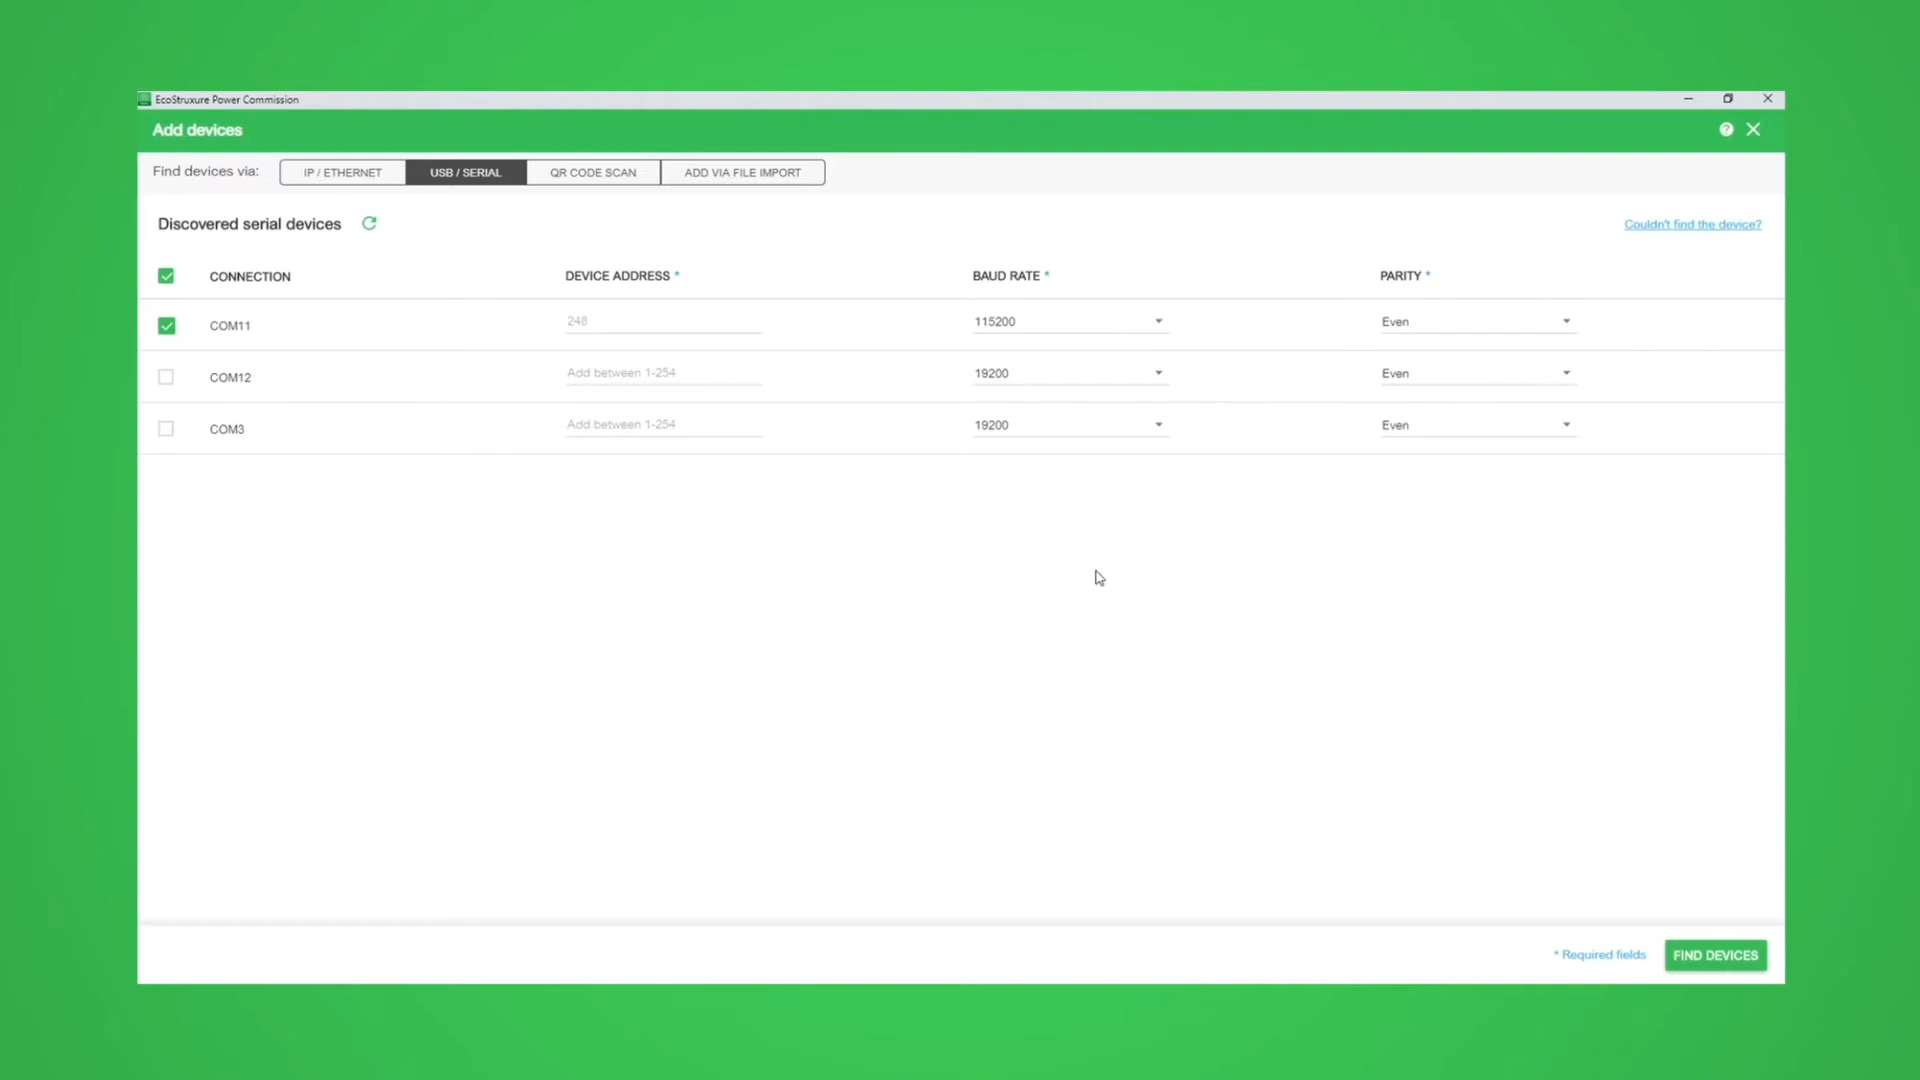 EcoStruxure Power Commission
Add devices
Find devices via: IP / ETHERNET USB / SERIAL QR CODE SCAN ADD VIA FILE IMPORT
Discovered serial devices Couldn't find the device?
CONNECTION DEVICE ADDRESS * BAUD RATE * PARITY *
COM11 248 115200 Even
COM12 Add between 1-254 19200 Even
COM3 Add between 1-254 19200 Even
* Required fields FIND DEVICES